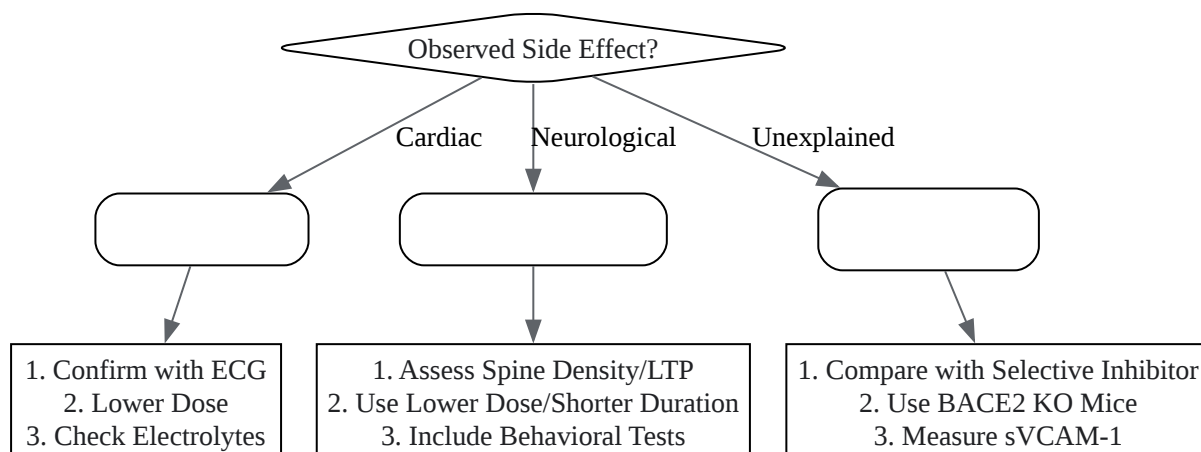 Observed Side Effect?
Cardiac
Neurological
Unexplained
1. Confirm with ECG
2. Lower Dose
3. Check Electrolytes
1. Assess Spine Density/LTP
2. Use Lower Dose/Shorter Duration
3. Include Behavioral Tests
1. Compare with Selective Inhibitor
2. Use BACE2 KO Mice
3. Measure sVCAM-1